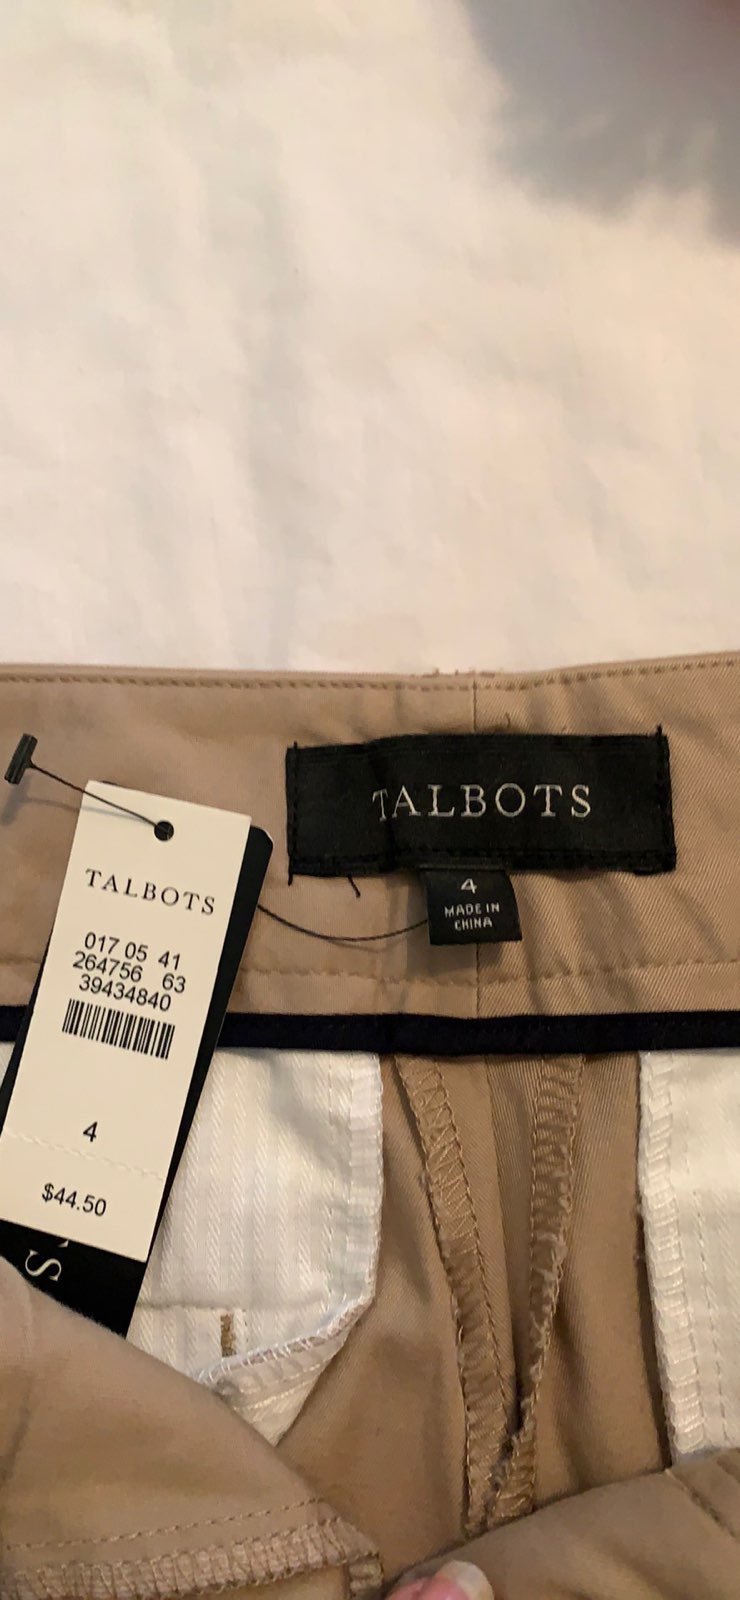 TALBOTS
4
MADE IN
CHINA
TALBOTS
017 05 41
264756 63
39434840
4
$44.50
S